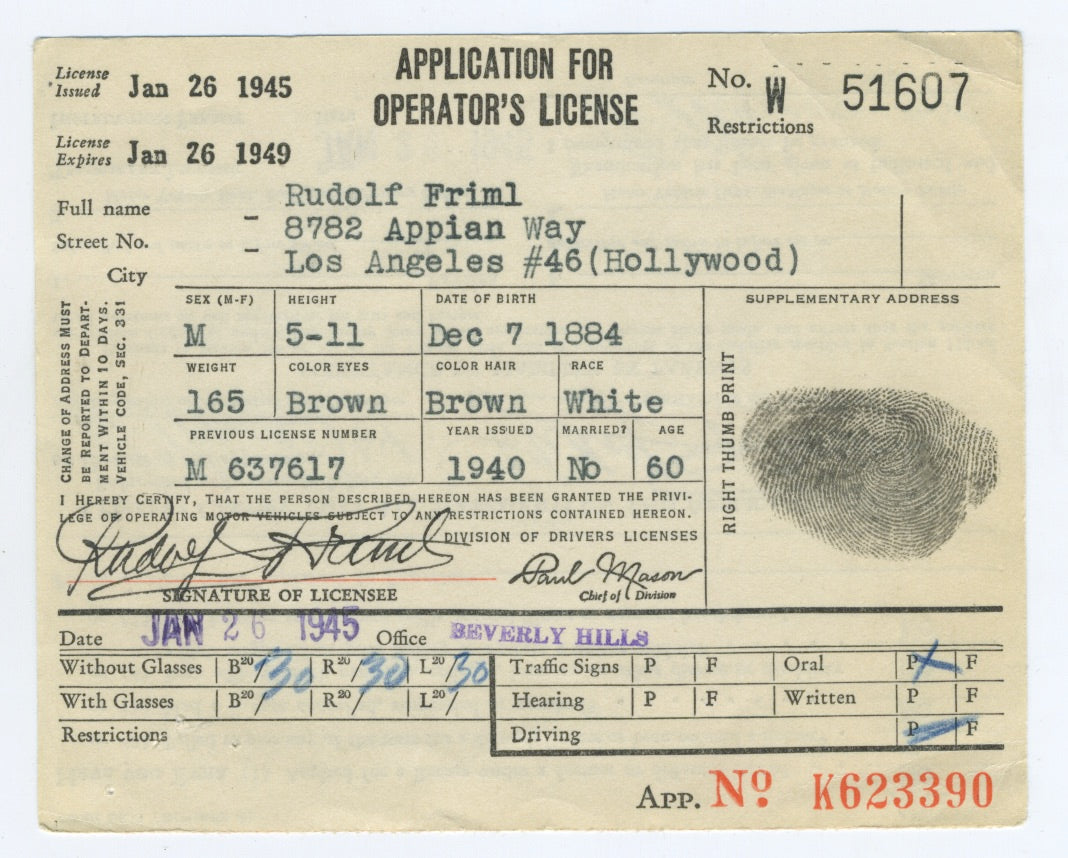 APPLICATION FOR
OPERATOR'S LICENSE
License Issued Jan 26 1945
License Expires Jan 26 1949
No. W 51607
Restrictions
Full name - Rudolf Friml
Street No. - 8782 Appian Way
City Los Angeles #46(Hollywood)
CHANGE OF ADDRESS MUST
BE REPORTED TO DEPART-
MENT WITHIN 10 DAYS.
VEHICLE CODE, SEC. 331
SEX (M-F) HEIGHT DATE OF BIRTH
M 5-11 Dec 7 1884
WEIGHT COLOR EYES COLOR HAIR RACE
165 Brown Brown White
PREVIOUS LICENSE NUMBER YEAR ISSUED MARRIED? AGE
M 637617 1940 No 60
SUPPLEMENTARY ADDRESS
RIGHT THUMB PRINT
I HEREBY CERTIFY, THAT THE PERSON DESCRIBED HEREON HAS BEEN GRANTED THE PRIVI-
LEGE OF OPERATING MOTOR VEHICLES SUBJECT TO ANY RESTRICTIONS CONTAINED HEREON.
DIVISION OF DRIVERS LICENSES
Rudolf Friml
Paul Mason
SIGNATURE OF LICENSEE
Chief of Division
Date JAN 26 1945 Office BEVERLY HILLS
Without Glasses B20/30 R20/30 L20/30
With Glasses B20/ R20/ L20/
Restrictions
Traffic Signs P F Oral P F
Hearing P F Written P F
Driving P F
APP. Nº K623390